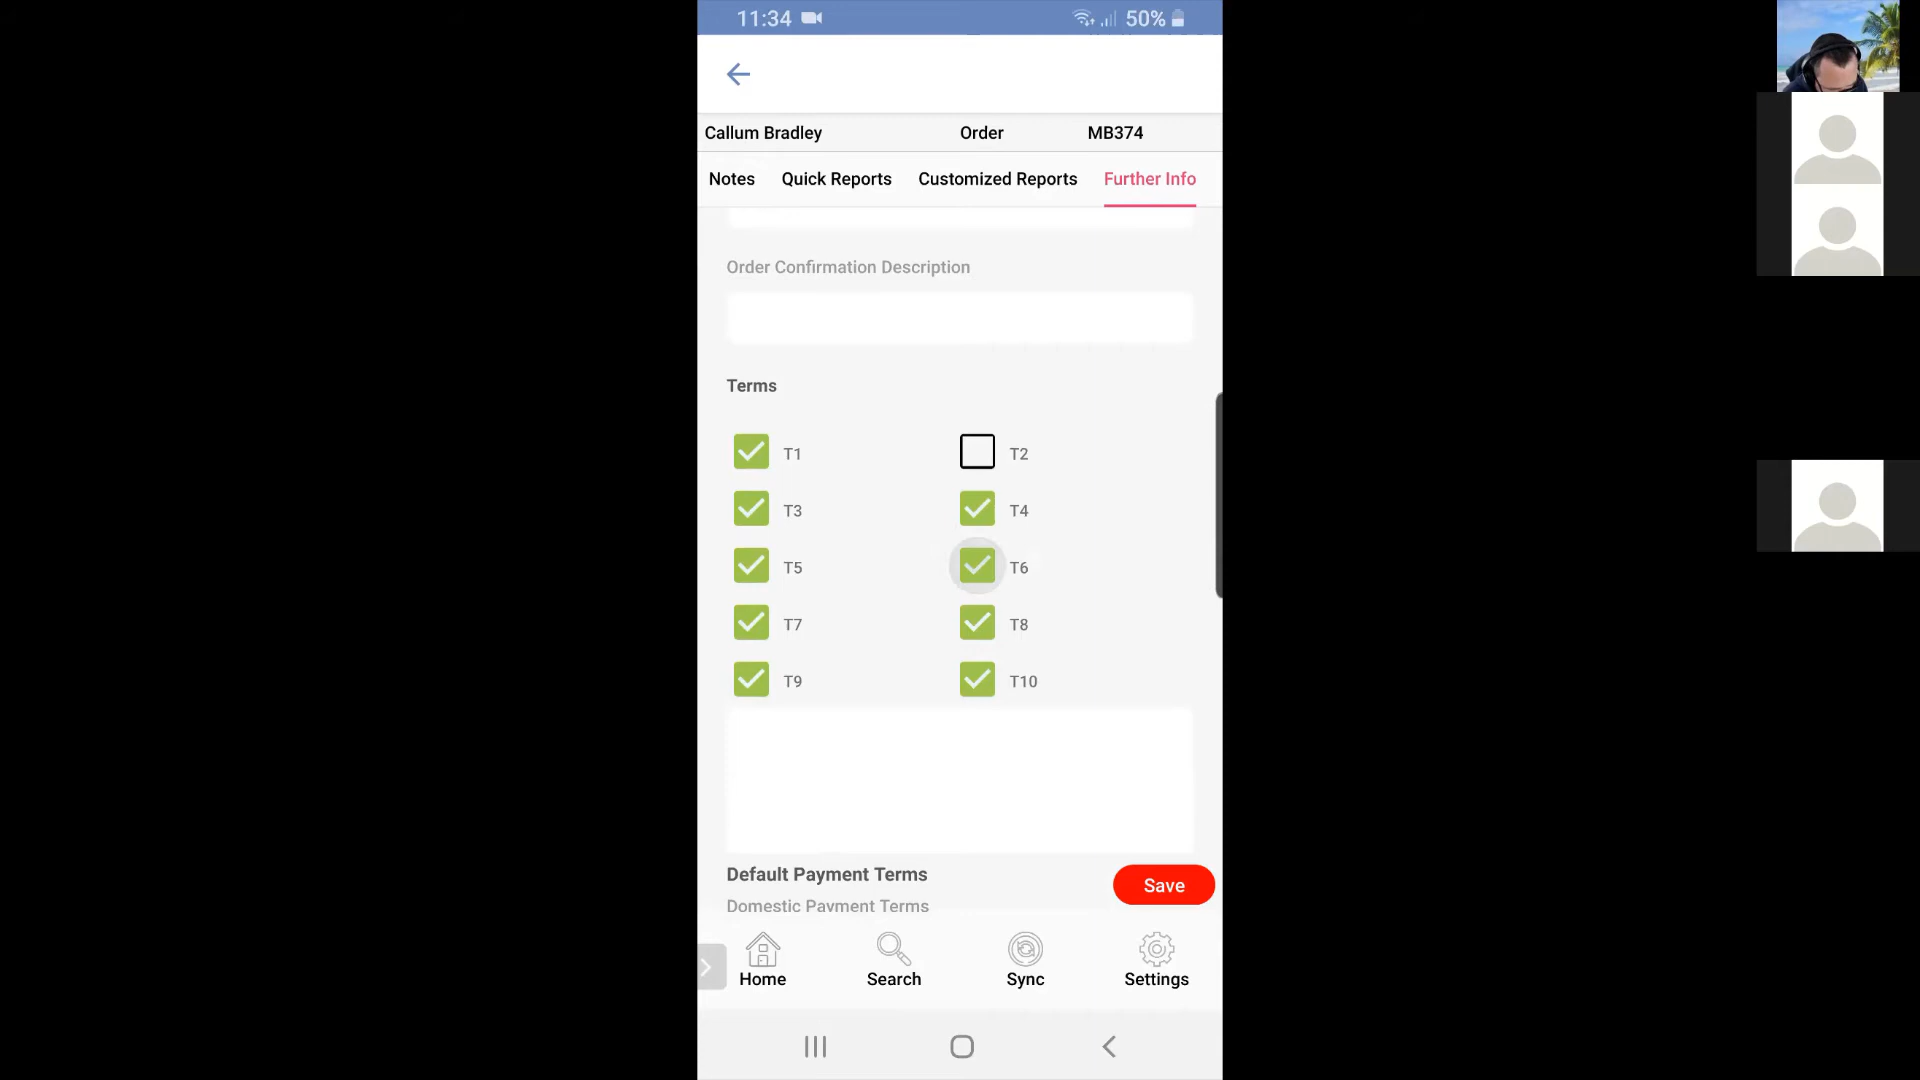 11:34 50%
Callum Bradley Order MB374
Notes Quick Reports Customized Reports Further Info
Order Confirmation Description
Terms
T1 T2
T3 T4
T5 T6
T7 T8
T9 T10
Default Payment Terms
Save
Domestic Payment Terms
Home Search Sync Settings